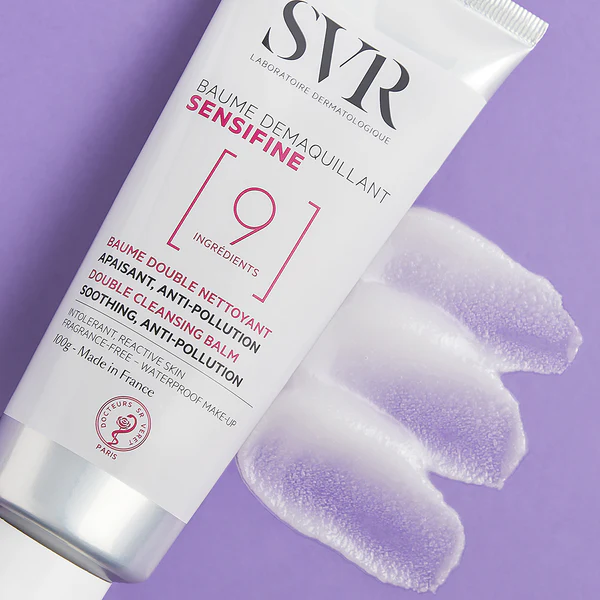 SVR
LABORATOIRE DERMATOLOGIQUE
BAUME DEMAQUILLANT
SENSIFINE
[9
INGRÉDIENTS]
BAUME DOUBLE NETTOYANT
APAISANT, ANTI-POLLUTION
DOUBLE CLEANSING BALM
SOOTHING, ANTI-POLLUTION
INTOLERANT, REACTIVE SKIN
FRAGRANCE-FREE – WATERPROOF MAKE-UP
100g - Made in France
DOCTEURS SR VERET
PARIS